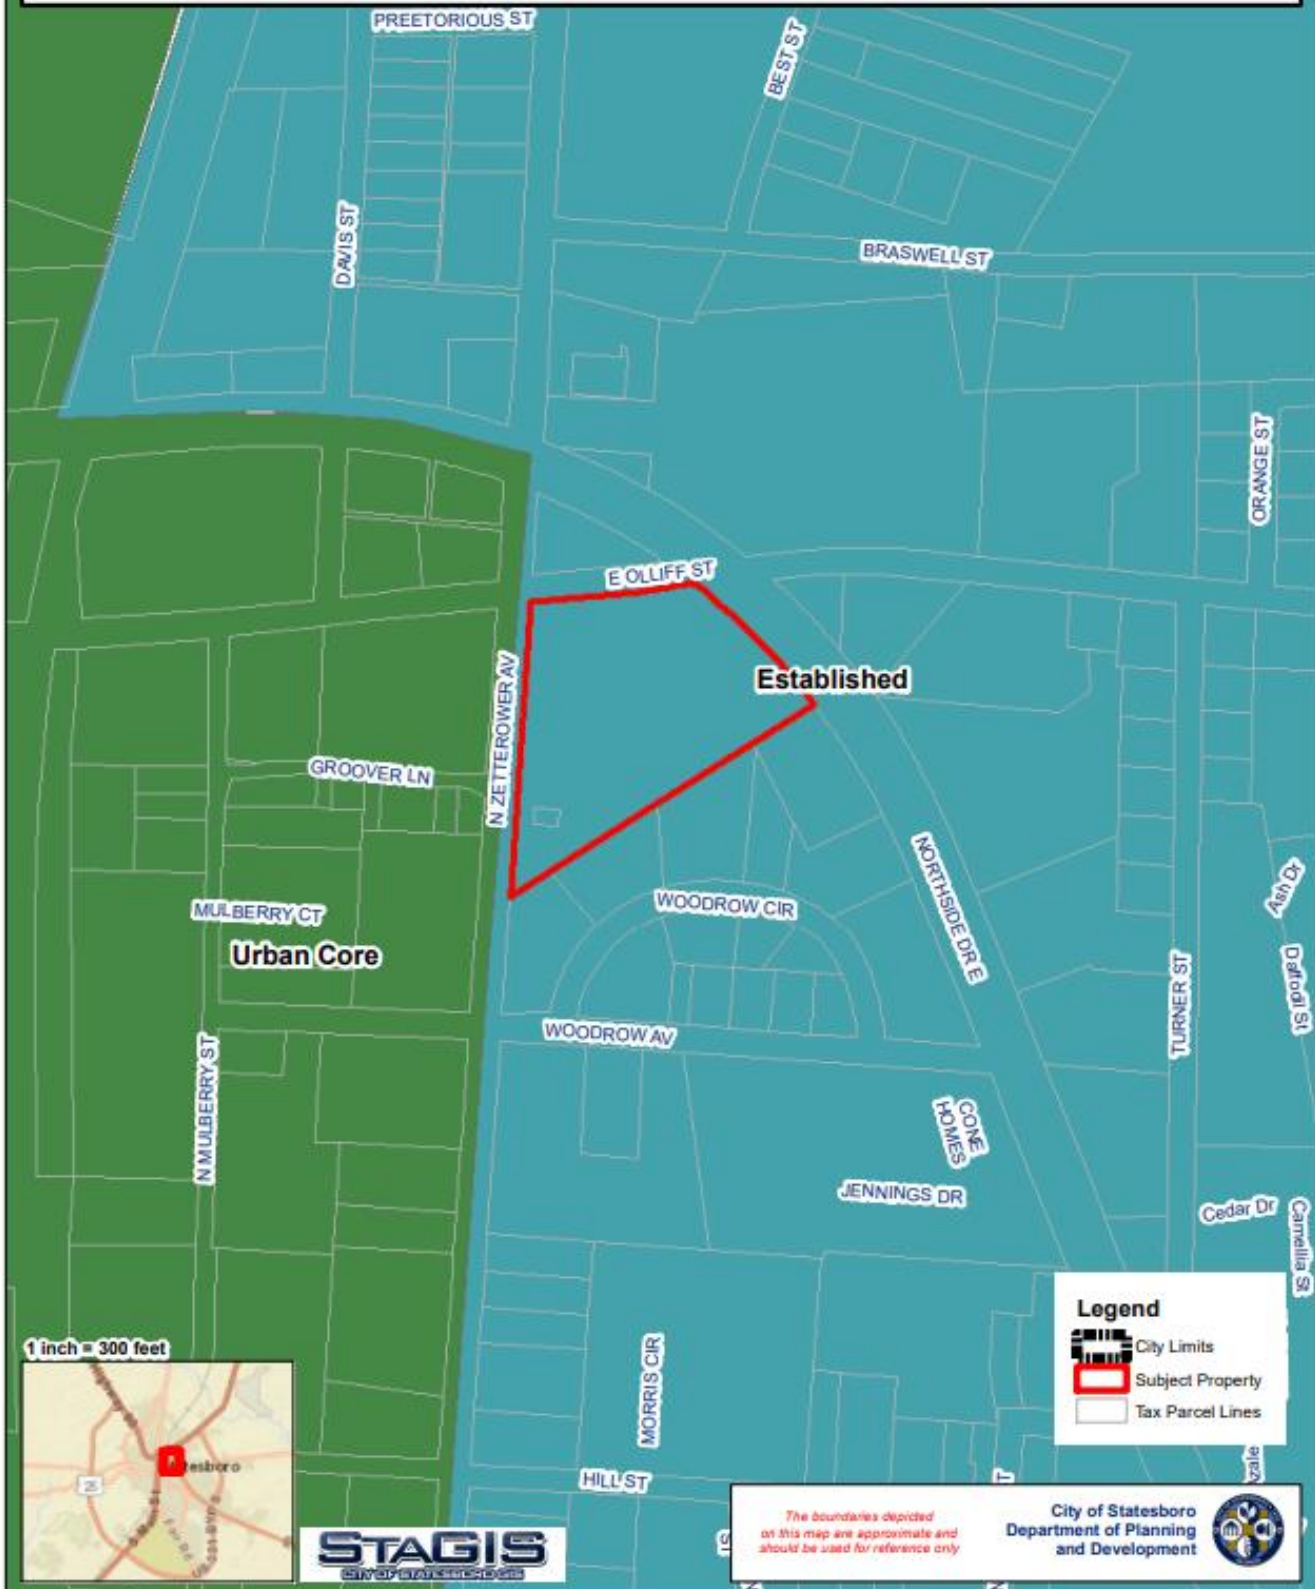 PREETORIOUS ST
BEST ST
DAVIS ST
BRASWELL ST
ORANGE ST
E OLLIFF ST
Established
N ZETTEROWER AV
GROOVER LN
NORTHSIDE DR E
Ash Dr
WOODROW CIR
MULBERRY CT
Urban Core
Daffodil St
TURNER ST
WOODROW AV
N MULBERRY ST
CONE
HOMES
JENNINGS DR
Cedar Dr
Camellia St
MORRIS CIR
HILL ST
1 inch = 300 feet
Legend
City Limits
Subject Property
Tax Parcel Lines
STAGIS
CITY OF STATESBORO GIS
The boundaries depicted
on this map are approximate and
should be used for reference only
City of Statesboro
Department of Planning
and Development